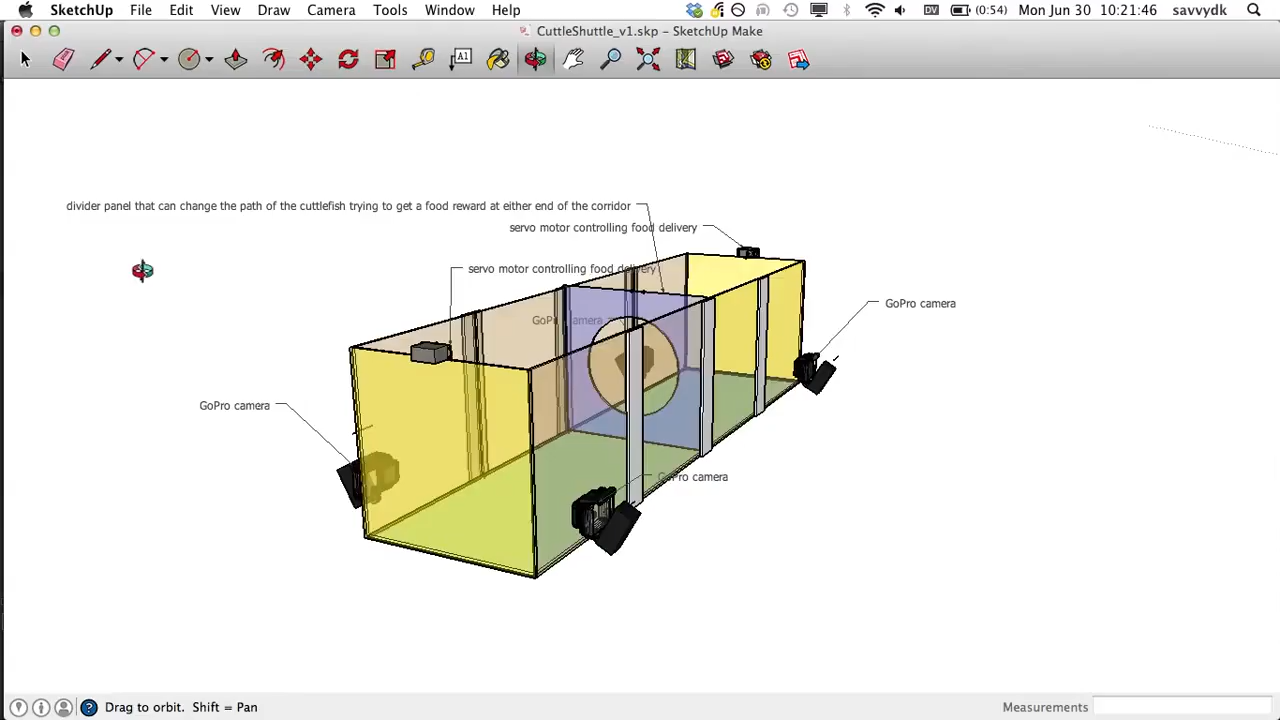 SketchUp File Edit View Draw Camera Tools Window Help (0:54) Mon Jun 30 10:21:46 savvydk
CuttleShuttle_v1.skp – SketchUp Make
A1
divider panel that can change the path of the cuttlefish trying to get a food reward at either end of the corridor
servo motor controlling food delivery
servo motor controlling food delivery
GoPro camera
GoPro camera
GoPro camera
GoPro camera
Drag to orbit. Shift = Pan
Measurements